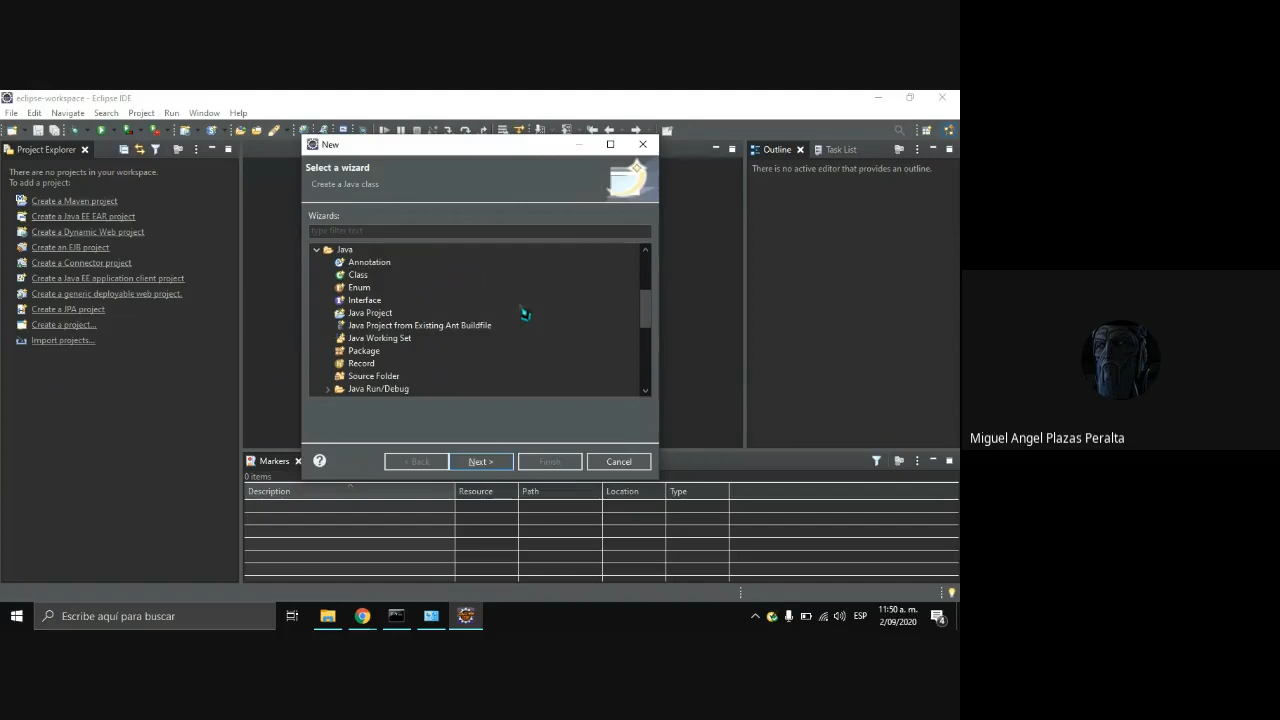 eclipse-workspace - Eclipse IDE
File Edit Navigate Search Project Run Window Help
Project Explorer
There are no projects in your workspace.
To add a project:
Create a Maven project
Create a Java EE EAR project
Create a Dynamic Web project
Create an EJB project
Create a Connector project
Create a Java EE application client project
Create a generic deployable web project.
Create a JPA project
Create a project...
Import projects...
New
Select a wizard
Create a Java class
Wizards:
type filter text
Java
Annotation
Class
Enum
Interface
Java Project
Java Project from Existing Ant Buildfile
Java Working Set
Package
Record
Source Folder
Java Run/Debug
< Back Next > Finish Cancel
Outline Task List
There is no active editor that provides an outline.
Markers
0 items
Description Resource Path Location Type
Miguel Angel Plazas Peralta
Escribe aquí para buscar
ESP
11:50 a. m.
2/09/2020
4